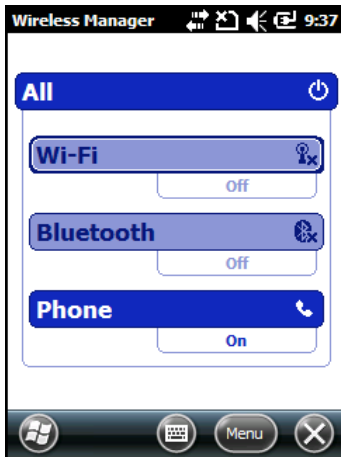 Wireless Manager 9:37
All
Wi-Fi
Off
Bluetooth
Off
Phone
On
Menu